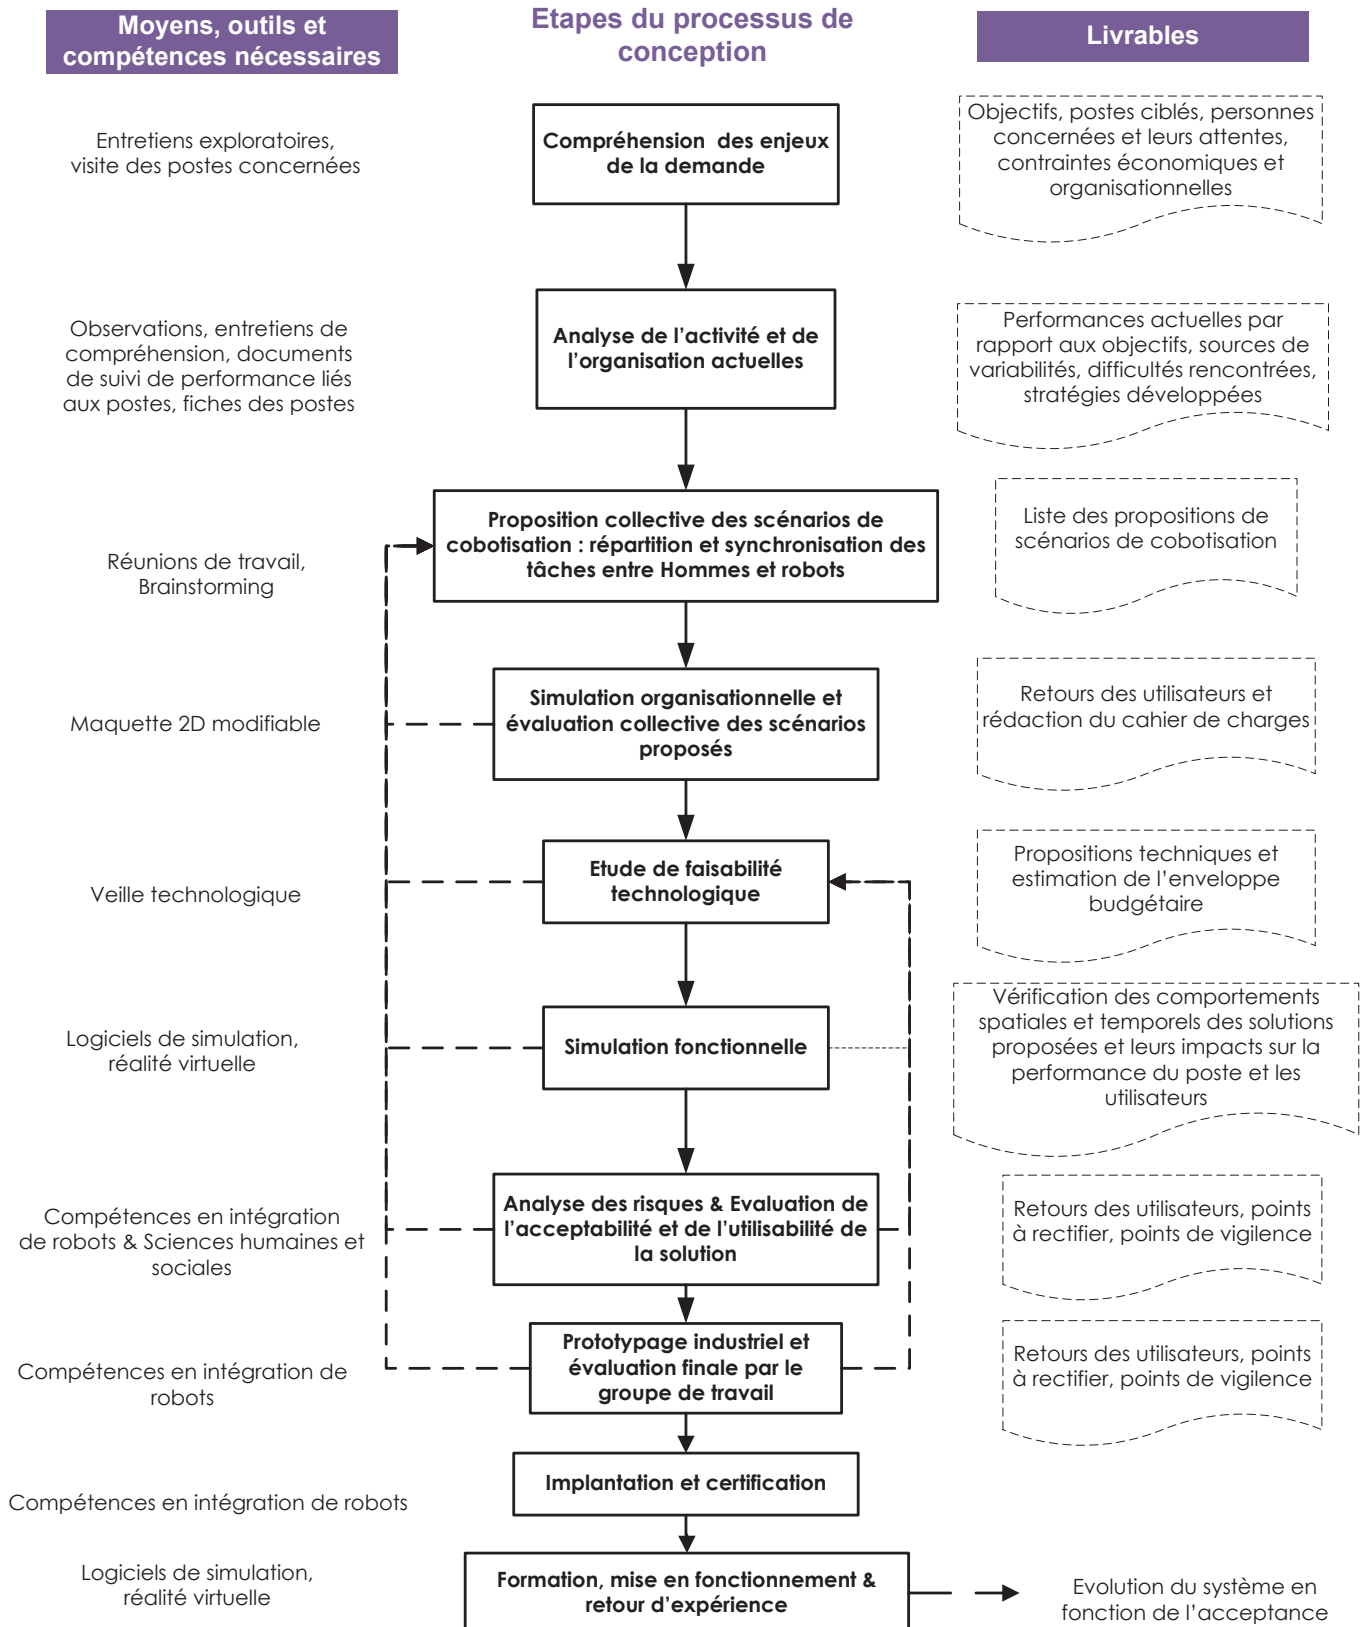 Moyens, outils et
compétences nécessaires
Etapes du processus de
conception
Livrables
Entretiens exploratoires,
visite des postes concernées
Compréhension des enjeux
de la demande
Objectifs, postes ciblés, personnes
concernées et leurs attentes,
contraintes économiques et
organisationnelles
Observations, entretiens de
compréhension, documents
de suivi de performance liés
aux postes, fiches des postes
Analyse de l’activité et de
l’organisation actuelles
Performances actuelles par
rapport aux objectifs, sources de
variabilités, difficultés rencontrées,
stratégies développées
Réunions de travail,
Brainstorming
Proposition collective des scénarios de
cobotisation : répartition et synchronisation des
tâches entre Hommes et robots
Liste des propositions de
scénarios de cobotisation
Maquette 2D modifiable
Simulation organisationnelle et
évaluation collective des scénarios
proposés
Retours des utilisateurs et
rédaction du cahier de charges
Veille technologique
Etude de faisabilité
technologique
Propositions techniques et
estimation de l’enveloppe
budgétaire
Logiciels de simulation,
réalité virtuelle
Simulation fonctionnelle
Vérification des comportements
spatiales et temporels des solutions
proposées et leurs impacts sur la
performance du poste et les
utilisateurs
Compétences en intégration
de robots & Sciences humaines et
sociales
Analyse des risques & Evaluation de
l’acceptabilité et de l’utilisabilité de
la solution
Retours des utilisateurs, points
à rectifier, points de vigilence
Compétences en intégration de
robots
Prototypage industriel et
évaluation finale par le
groupe de travail
Retours des utilisateurs, points
à rectifier, points de vigilence
Compétences en intégration de robots
Implantation et certification
Logiciels de simulation,
réalité virtuelle
Formation, mise en fonctionnement &
retour d’expérience
Evolution du système en
fonction de l’acceptance